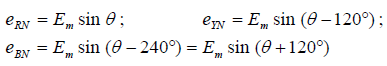 e_RN = E_m sin θ ; e_YN = E_m sin (θ – 120°) ;
e_BN = E_m sin (θ – 240°) = E_m sin (θ + 120°)